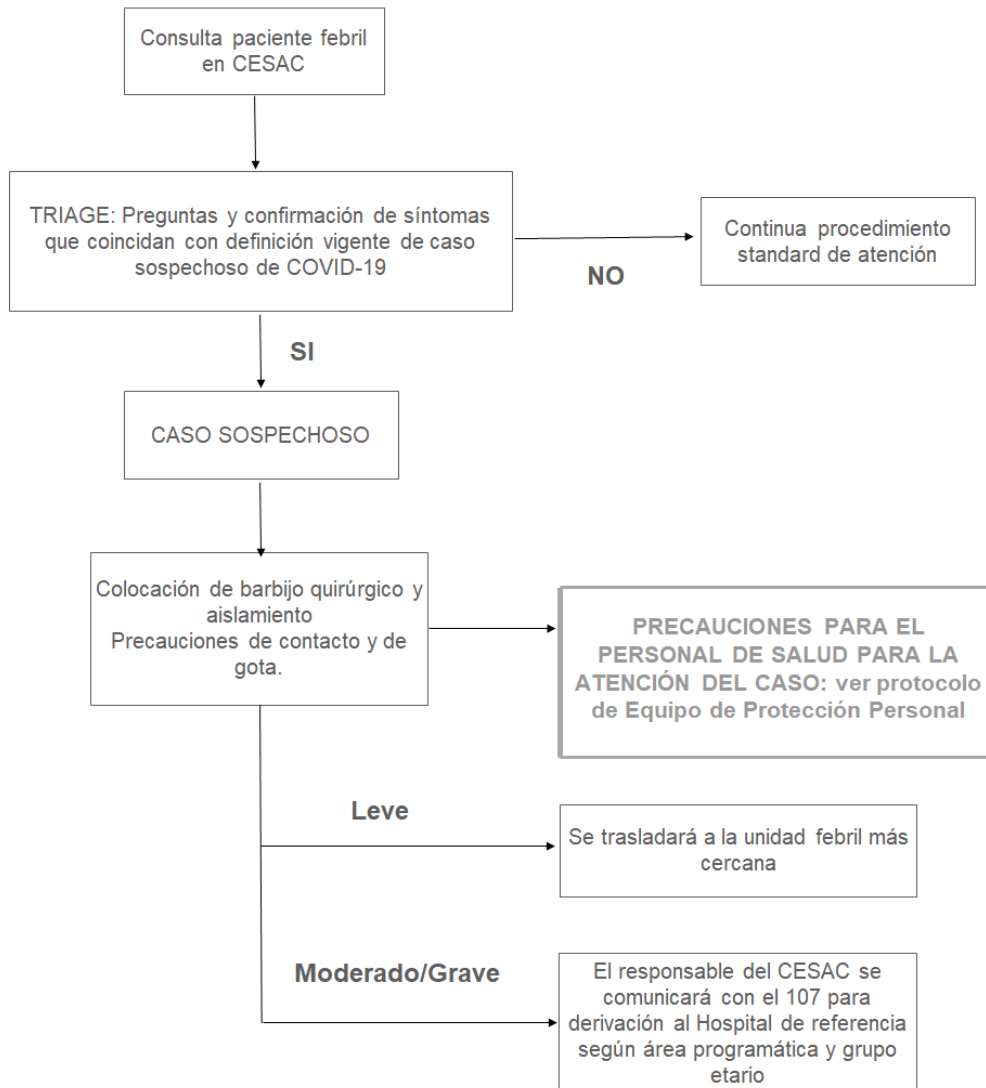 Consulta paciente febril
en CESAC
TRIAGE: Preguntas y confirmación de síntomas
que coincidan con definición vigente de caso
sospechoso de COVID-19
Continua procedimiento
standard de atención
NO
SI
CASO SOSPECHOSO
Colocación de barbijo quirúrgico y
aislamiento
Precauciones de contacto y de
gota.
PRECAUCIONES PARA EL
PERSONAL DE SALUD PARA LA
ATENCIÓN DEL CASO: ver protocolo
de Equipo de Protección Personal
Leve
Se trasladará a la unidad febril más
cercana
Moderado/Grave
El responsable del CESAC se
comunicará con el 107 para
derivación al Hospital de referencia
según área programática y grupo
etario